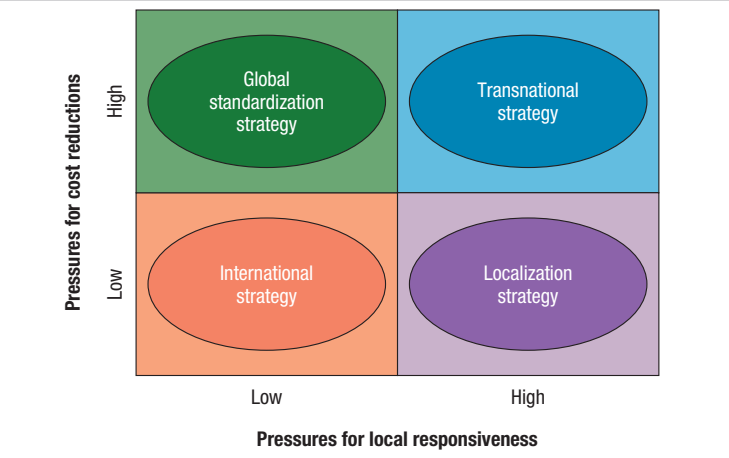 Pressures for cost reductions
High
Global
standardization
strategy
Transnational
strategy
Low
International
strategy
Localization
strategy
Low
High
Pressures for local responsiveness